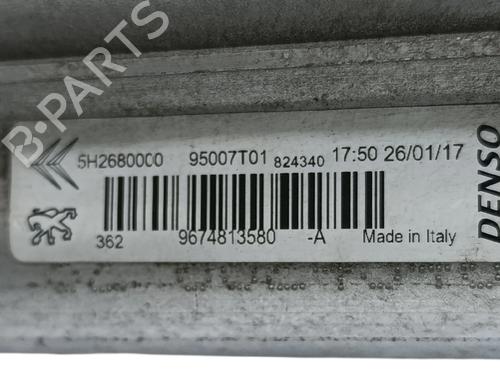 B-PARTS
5H2680000 95007T01 824340 17:50 26/01/17
362 9674813580 -A Made in Italy
DENSO